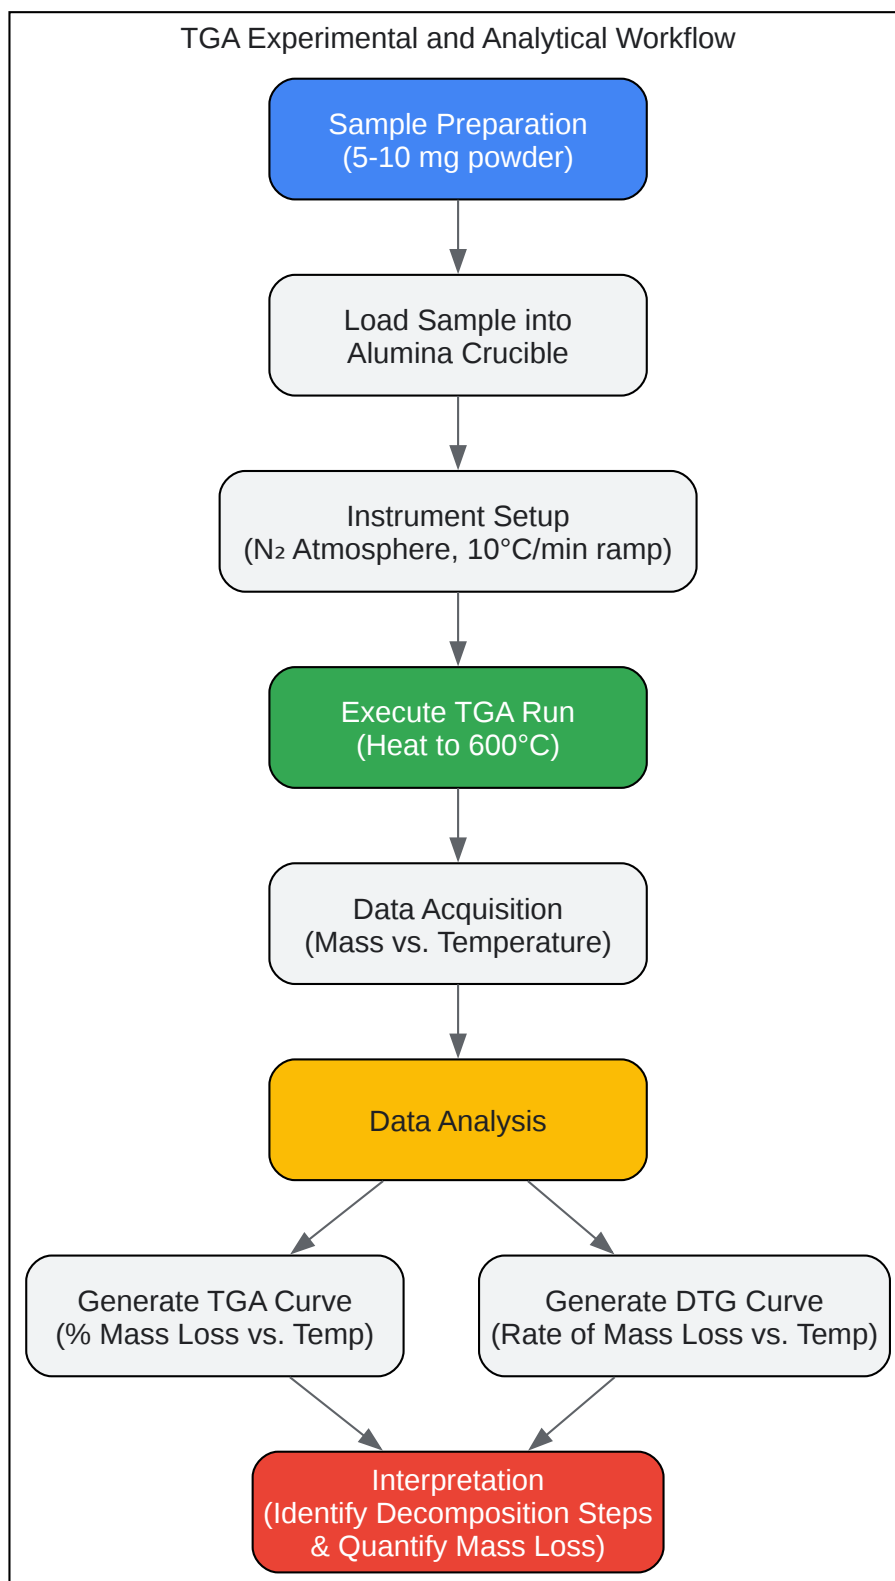 TGA Experimental and Analytical Workflow
Sample Preparation
(5-10 mg powder)
Load Sample into
Alumina Crucible
Instrument Setup
(N₂ Atmosphere, 10°C/min ramp)
Execute TGA Run
(Heat to 600°C)
Data Acquisition
(Mass vs. Temperature)
Data Analysis
Generate TGA Curve
(% Mass Loss vs. Temp)
Generate DTG Curve
(Rate of Mass Loss vs. Temp)
Interpretation
(Identify Decomposition Steps
& Quantify Mass Loss)